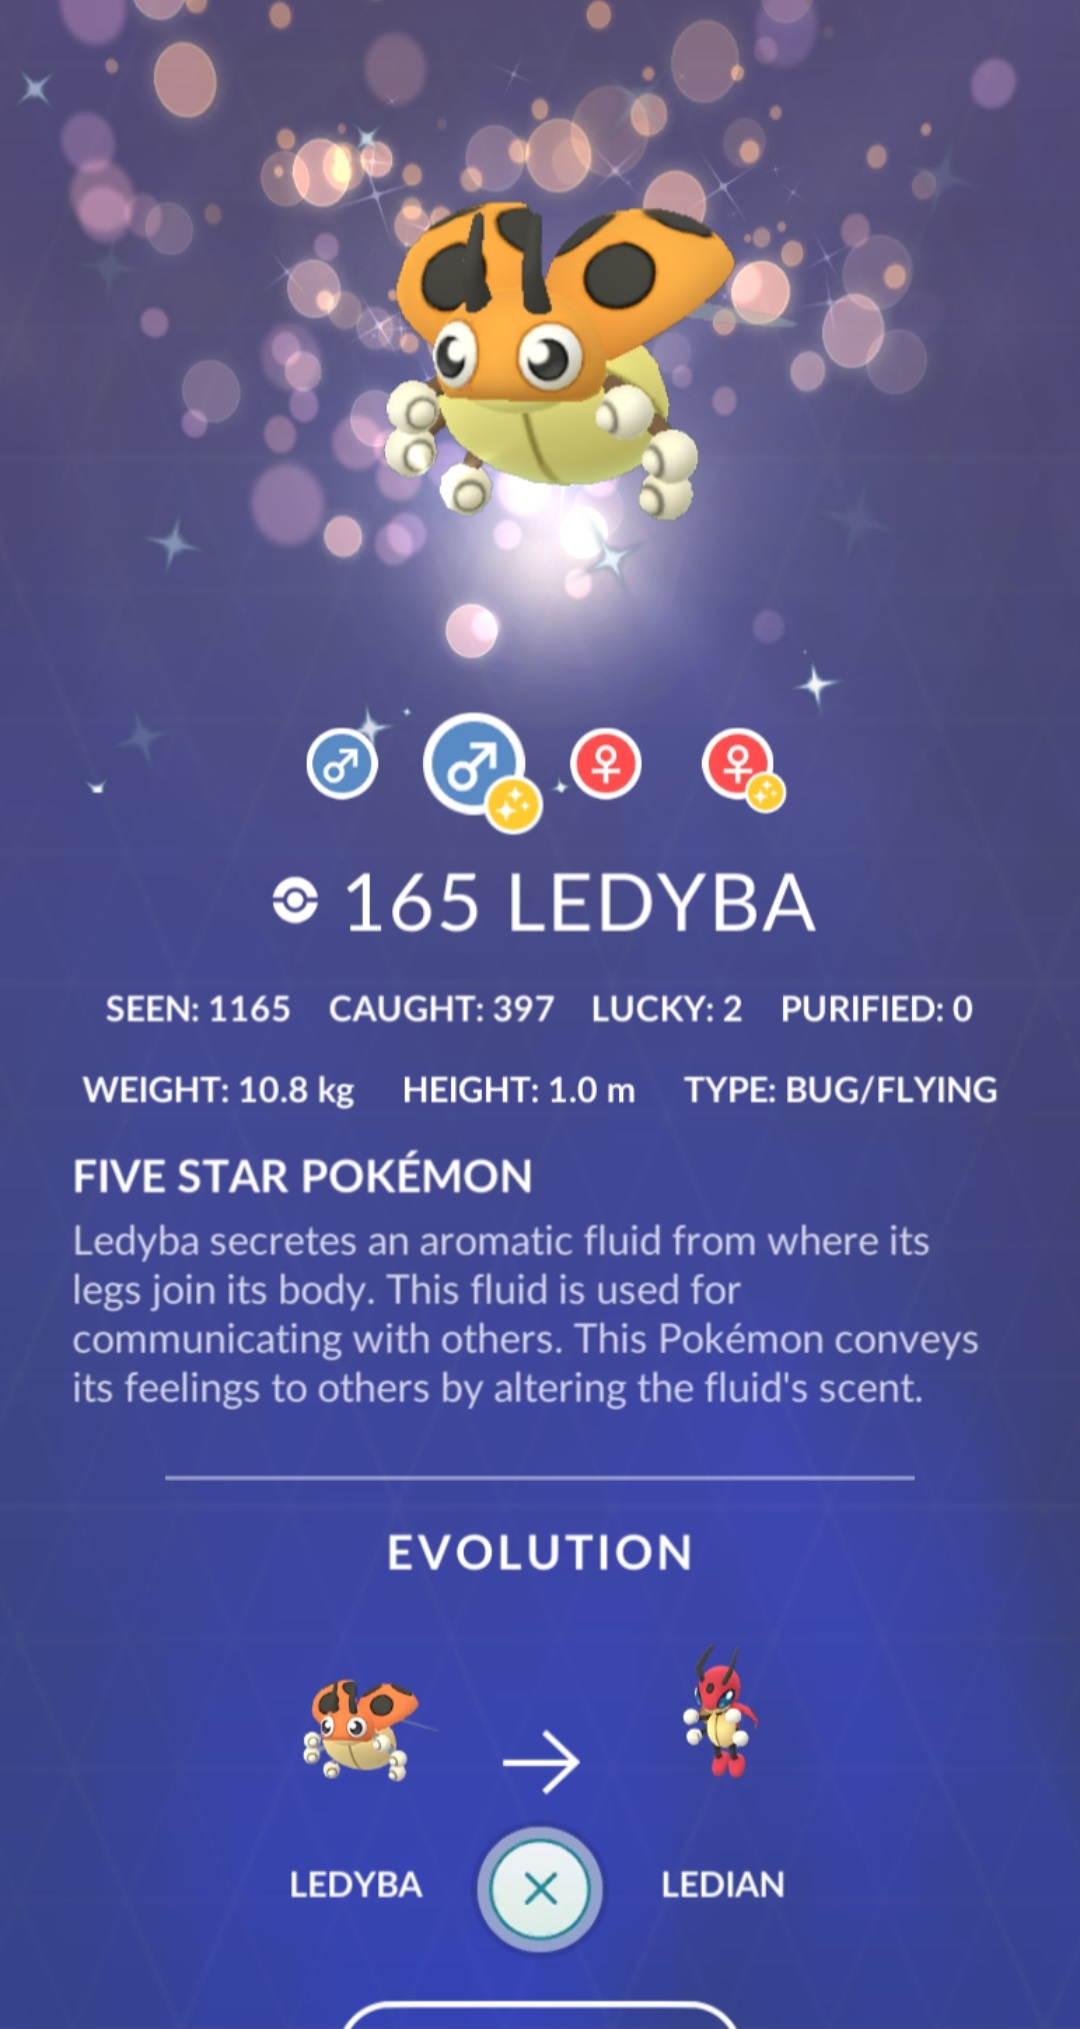 165 LEDYBA
SEEN: 1165 CAUGHT: 397 LUCKY: 2 PURIFIED: 0
WEIGHT: 10.8 kg HEIGHT: 1.0 m TYPE: BUG/FLYING
FIVE STAR POKÉMON
Ledyba secretes an aromatic fluid from where its
legs join its body. This fluid is used for
communicating with others. This Pokémon conveys
its feelings to others by altering the fluid's scent.
EVOLUTION
LEDYBA LEDIAN